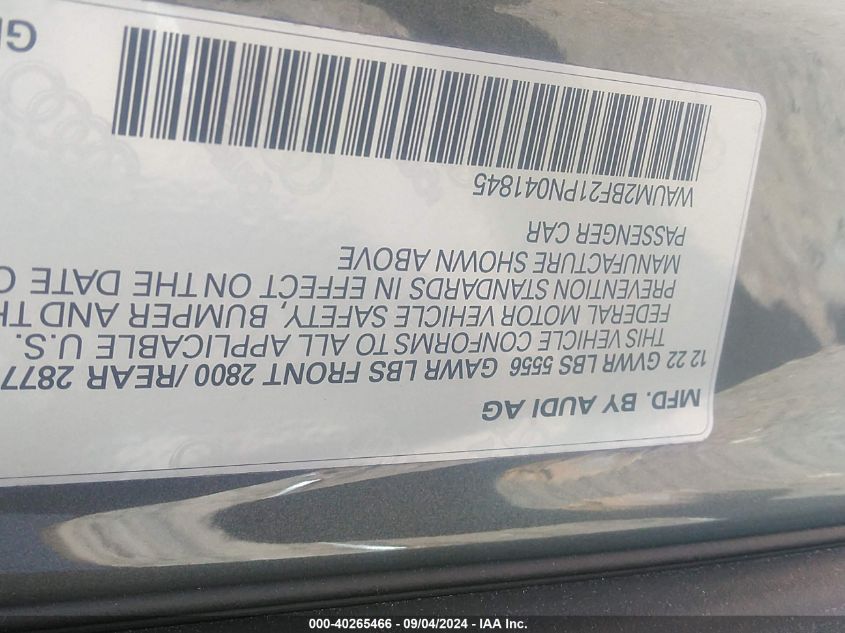 MFD. BY AUDI AG
12 22 GVWR LBS 5556 GAWR LBS FRONT 2800 /REAR 2877
THIS VEHICLE CONFORMS TO ALL APPLICABLE U.S.
FEDERAL MOTOR VEHICLE SAFETY, BUMPER AND TH
PREVENTION STANDARDS IN EFFECT ON THE DATE O
MANUFACTURE SHOWN ABOVE
PASSENGER CAR
WAUM2BF21PN041845
000-40265466 - 09/04/2024 - IAA Inc.